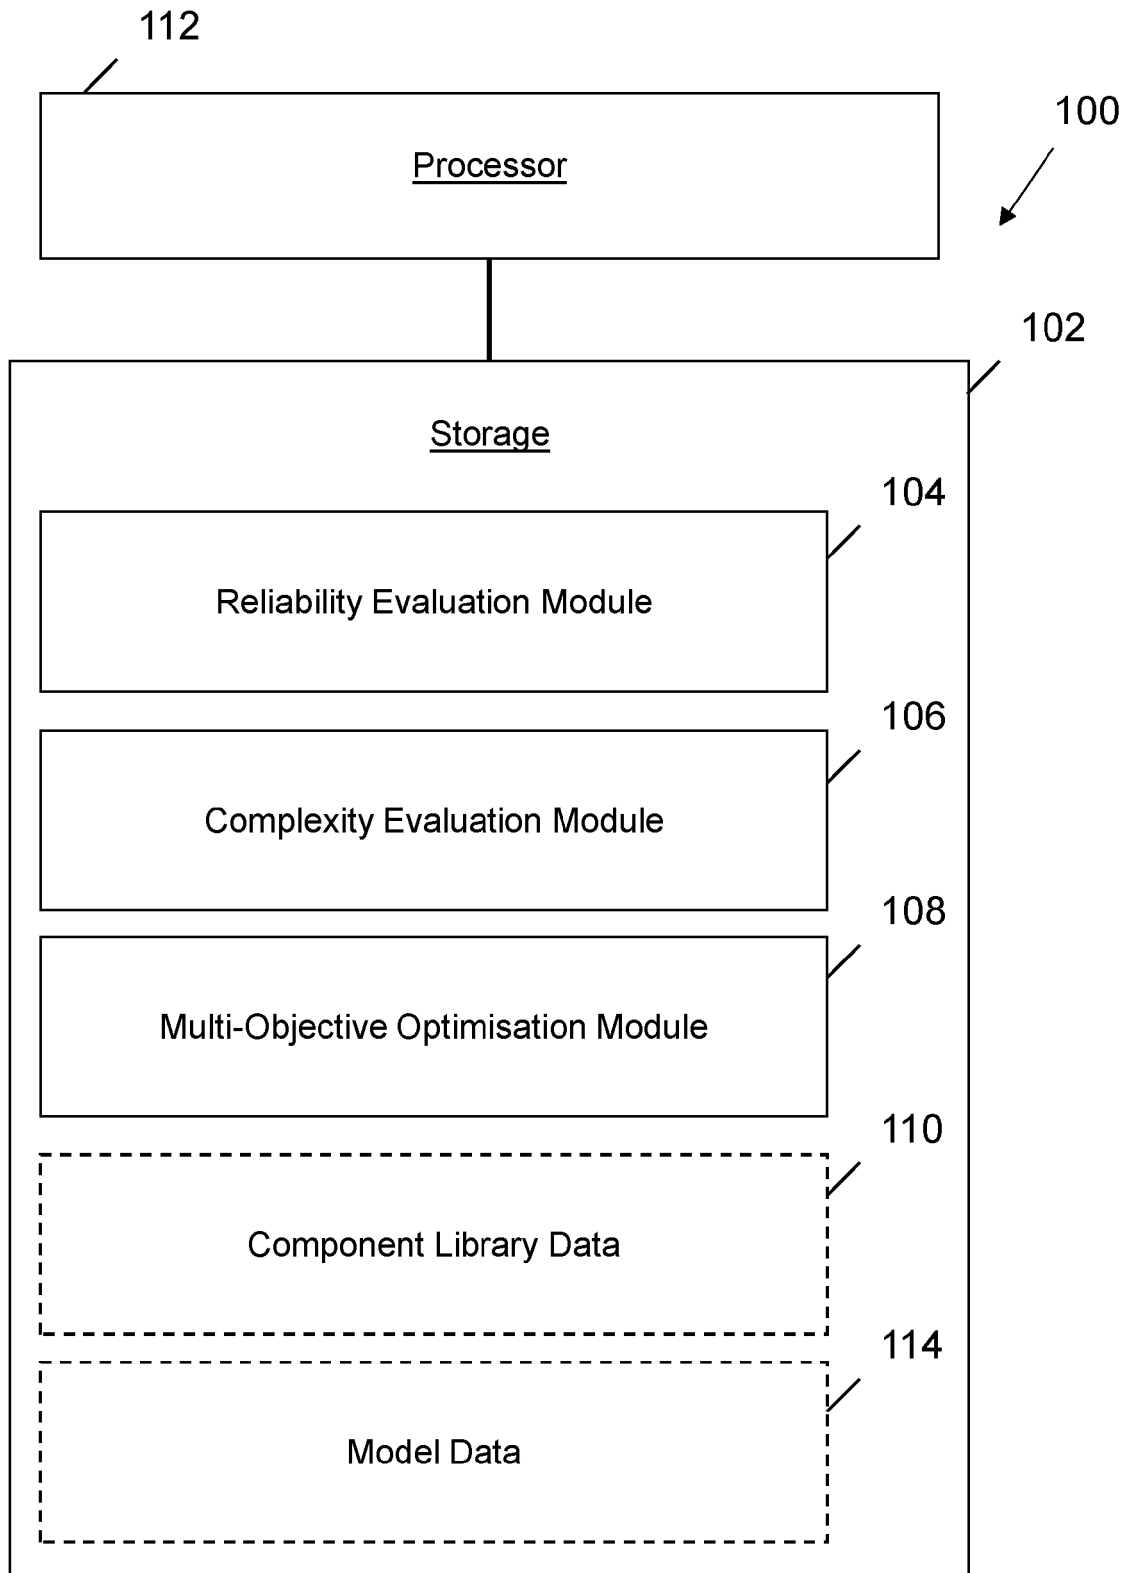 112
Processor
100
102
Storage
104
Reliability Evaluation Module
106
Complexity Evaluation Module
108
Multi-Objective Optimisation Module
110
Component Library Data
114
Model Data